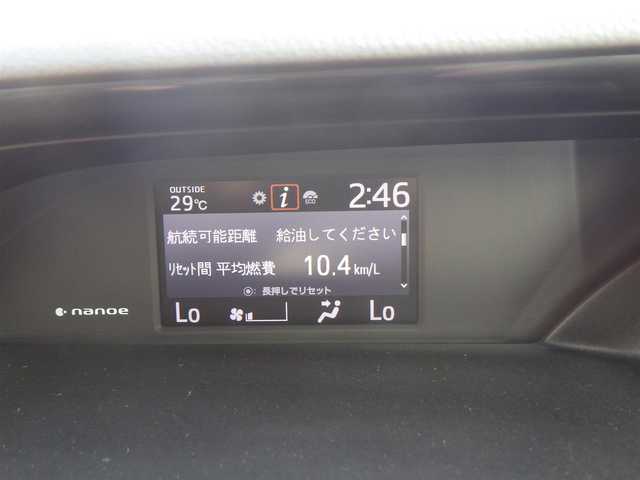 OUTSIDE
29℃ i ECO 2:46
航続可能距離 給油してください
ﾘｾｯﾄ間 平均燃費 10.4 km/L
: 長押しでリセット
Lo Lo
nanoe